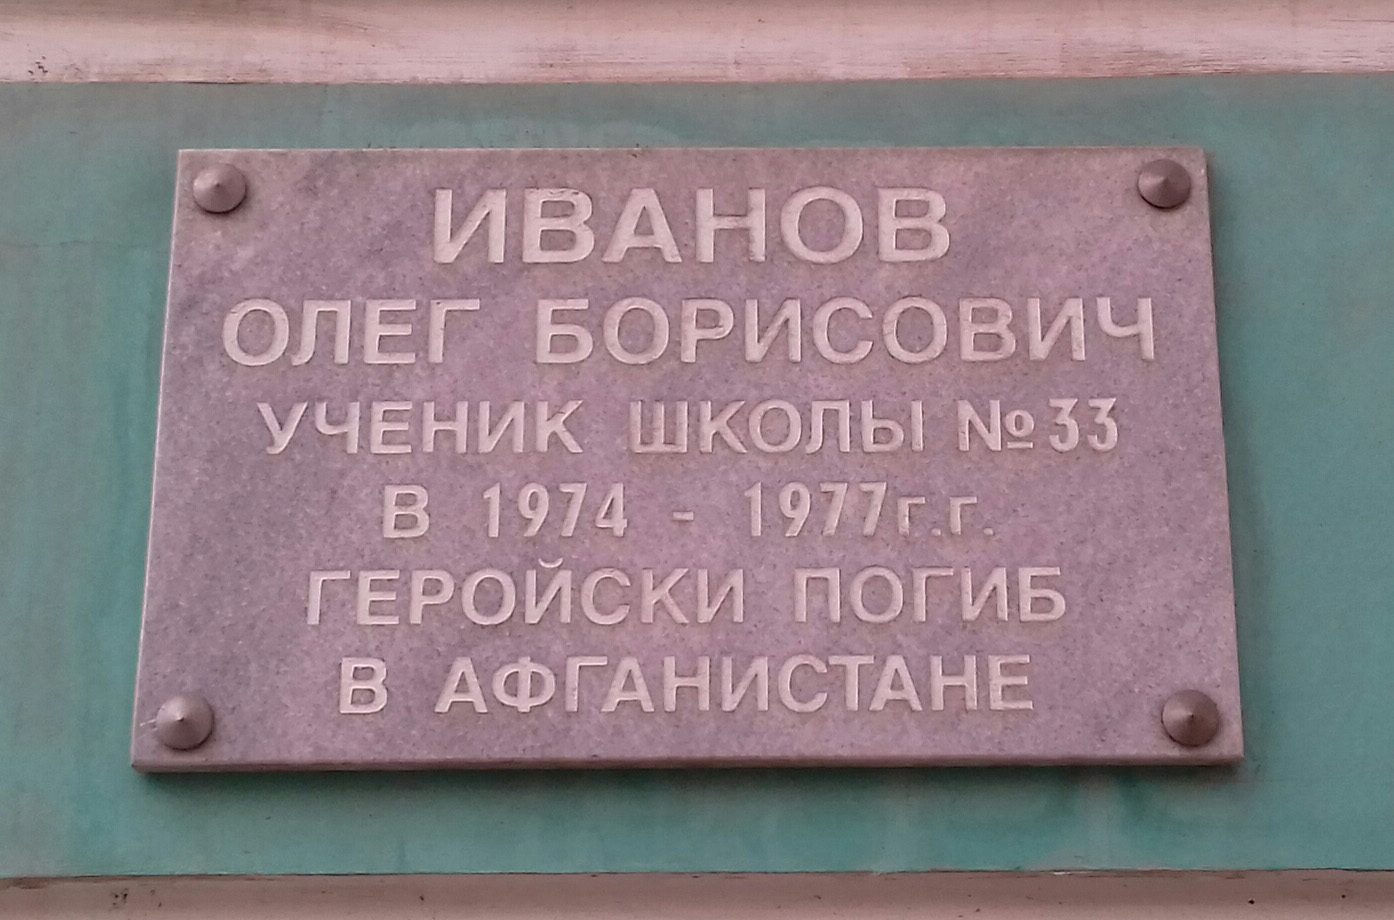 ИВАНОВ
ОЛЕГ БОРИСОВИЧ
УЧЕНИК ШКОЛЫ №33
В 1974 - 1977г.г.
ГЕРОЙСКИ ПОГИБ
В АФГАНИСТАНЕ